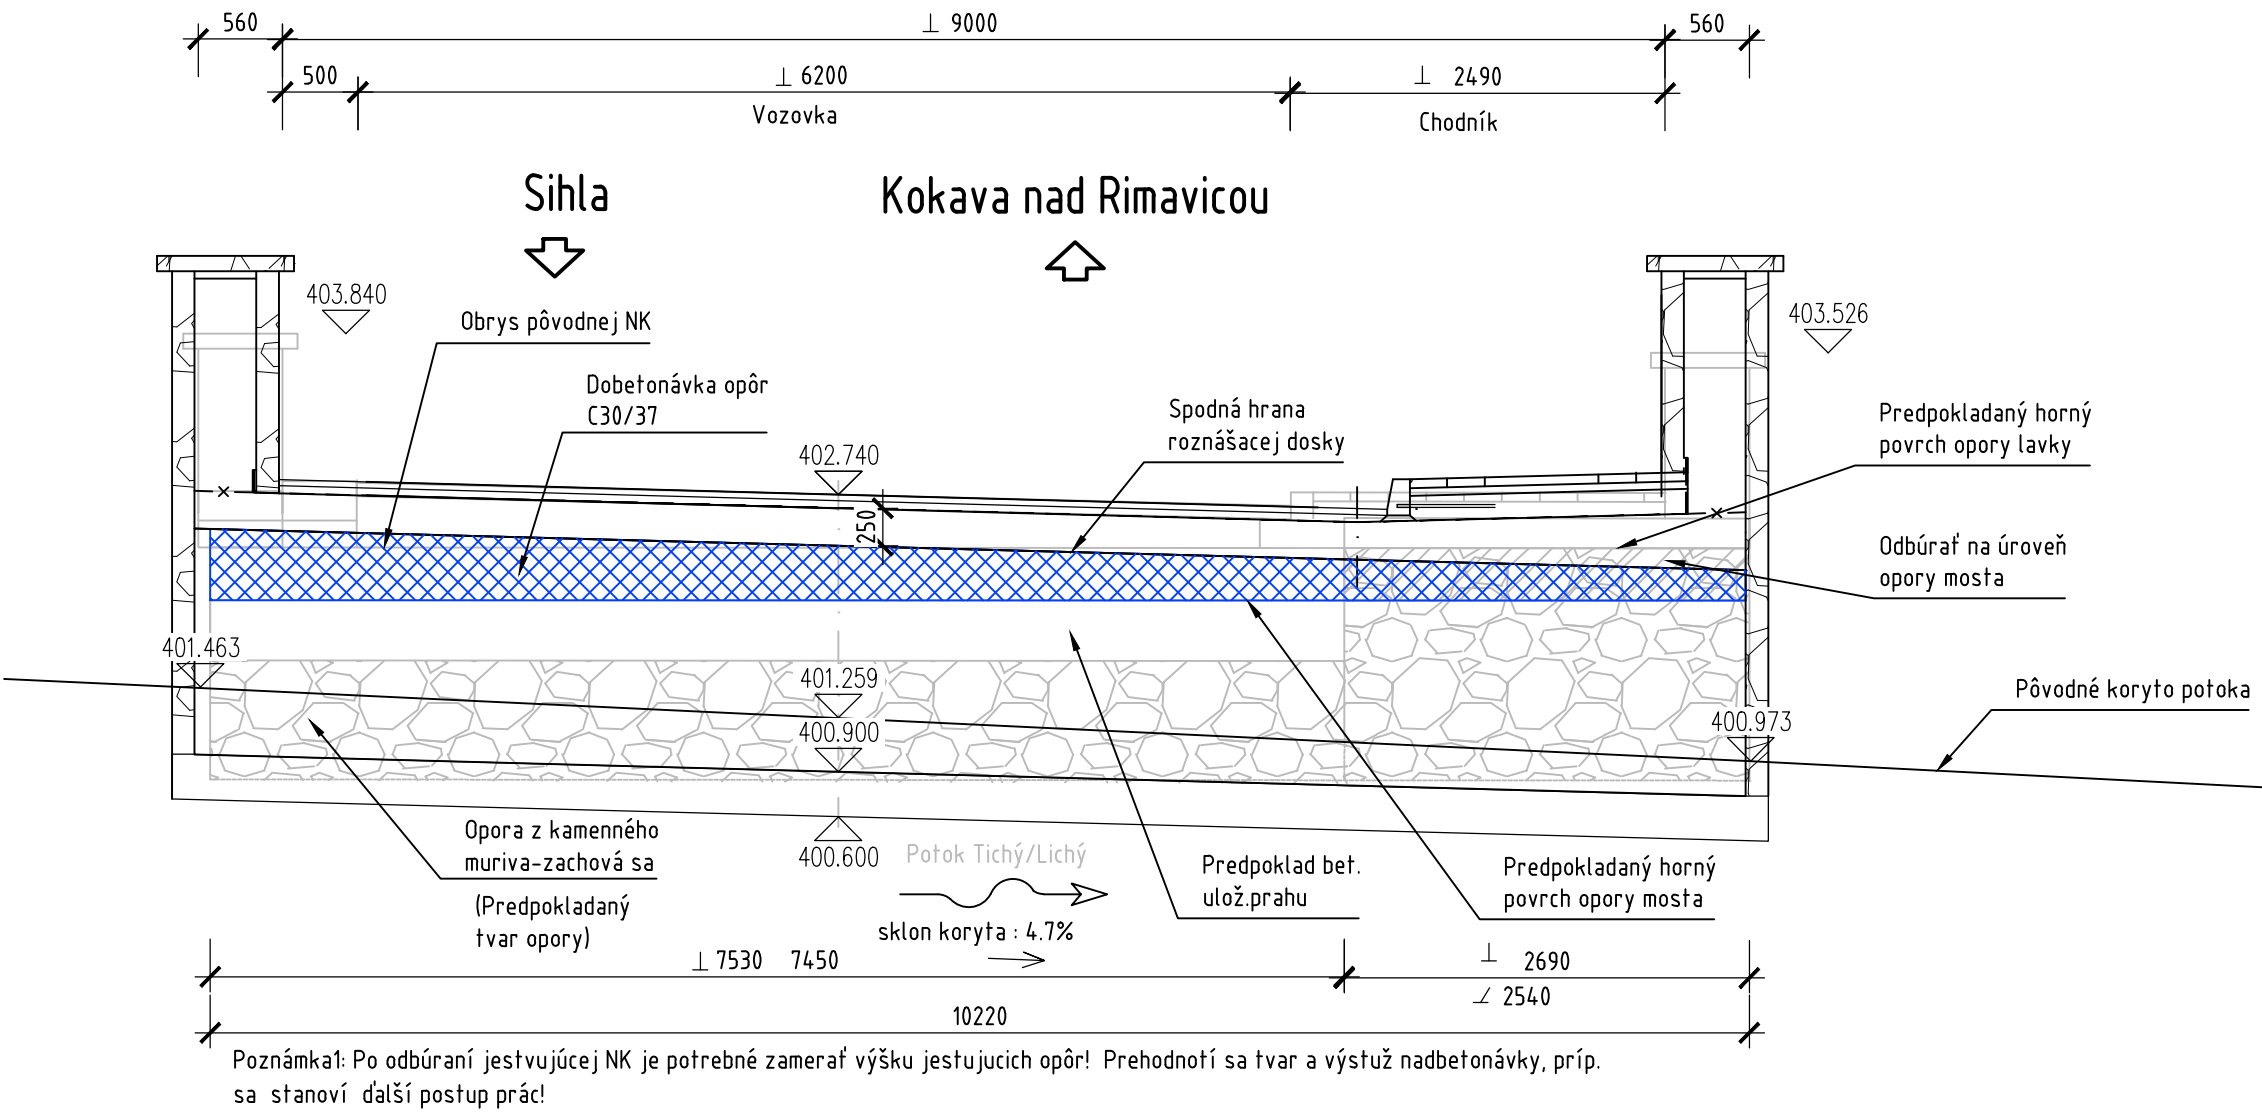 560
⊥ 9000
560
500
⊥ 6200
⊥ 2490
Vozovka
Chodník
Sihla
Kokava nad Rimavicou
403.840
403.526
Obrys pôvodnej NK
Dobetonávka opôr
C30/37
402.740
250
Spodná hrana
roznášacej dosky
Predpokladaný horný
povrch opory lavky
Odbúrať na úroveň
opory mosta
401.463
401.259
400.900
400.973
Pôvodné koryto potoka
400.600
Opora z kamenného
muriva-zachová sa
(Predpokladaný
tvar opory)
Potok Tichý/Lichý
sklon koryta : 4.7%
Predpoklad bet.
ulož.prahu
Predpokladaný horný
povrch opory mosta
⊥ 7530 7450
⊥ 2690
∠ 2540
10220
Poznámka1: Po odbúraní jestvujúcej NK je potrebné zamerať výšku jestujucich opôr! Prehodnotí sa tvar a výstuž nadbetonávky, príp.
sa stanoví ďalší postup prác!